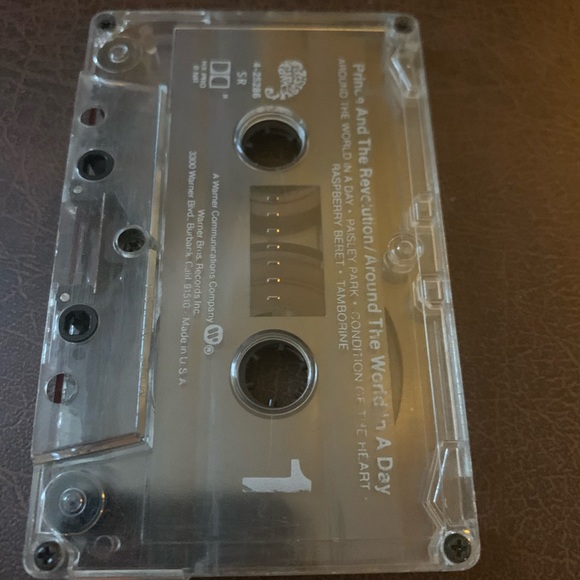 Prince And The Revolution/Around The World In A Day
AROUND THE WORLD IN A DAY • PAISLEY PARK • CONDITION OF THE HEART •
RASPBERRY BERET • TAMBORINE
4-25286
SR
1
A Warner Communications Company ®
Warner Bros. Records Inc.
3300 Warner Blvd., Burbank, Calif. 91510 • Made in U.S.A.